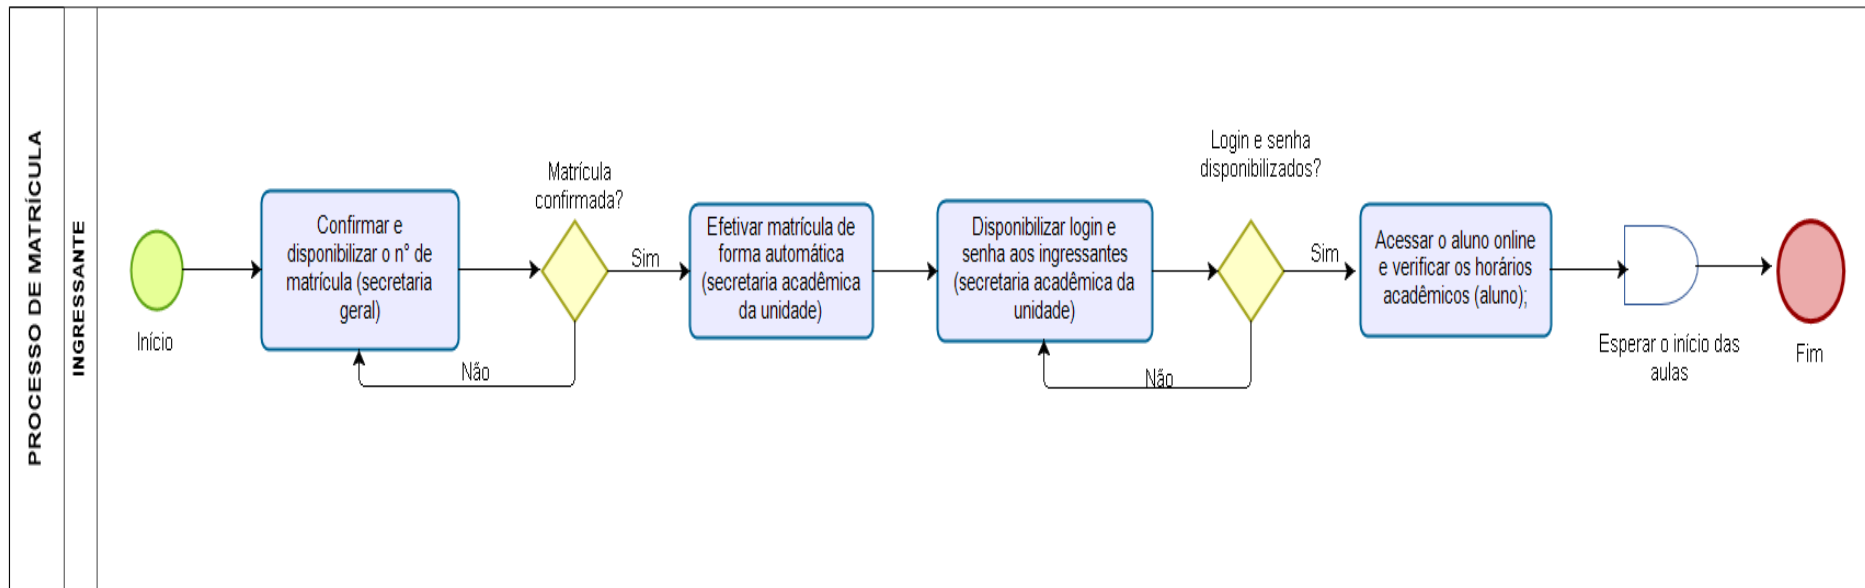 PROCESSO DE MATRÍCULA
INGRESSANTE
Início
Confirmar e
disponibilizar o n° de
matrícula (secretaria
geral)
Matrícula
confirmada?
Sim
Não
Efetivar matrícula de
forma automática
(secretaria acadêmica
da unidade)
Disponibilizar login e
senha aos ingressantes
(secretaria acadêmica da
unidade)
Login e senha
disponibilizados?
Sim
Não
Acessar o aluno online
e verificar os horários
acadêmicos (aluno);
Esperar o início das
aulas
Fim